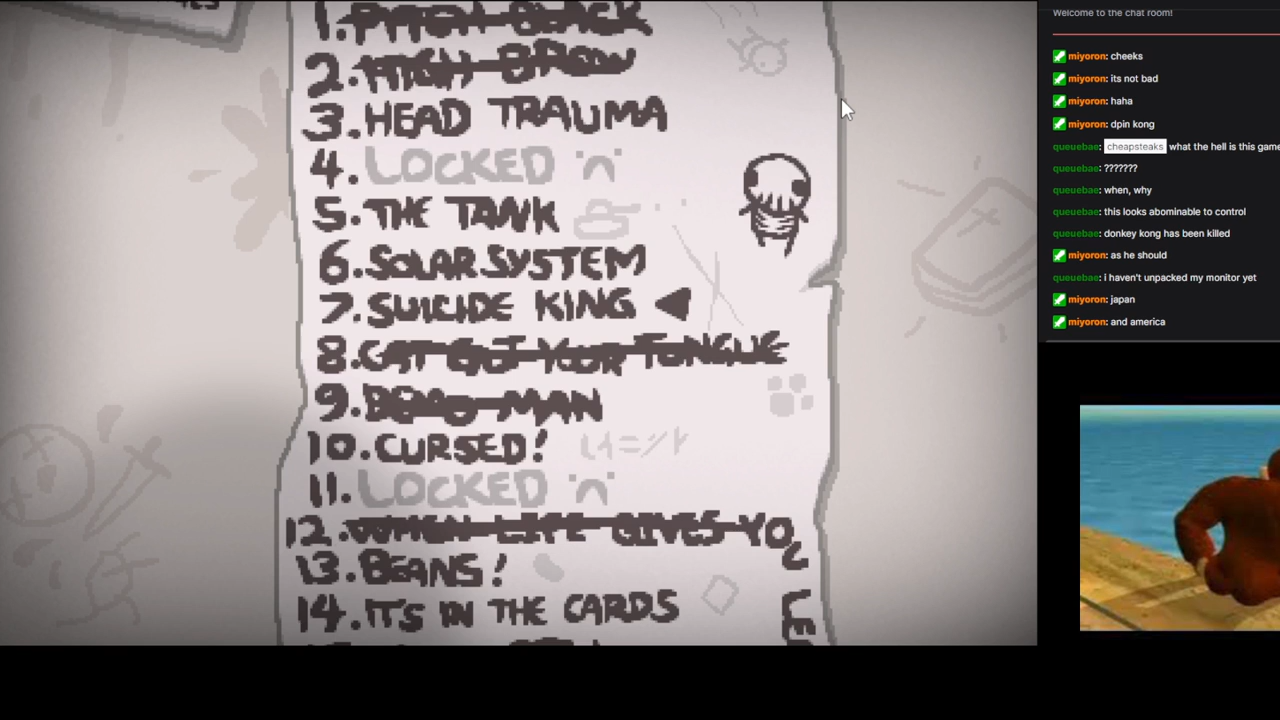 1. PITCH BLACK
2. HIGH BROW
3. HEAD TRAUMA
4. LOCKED
5. THE TANK
6. SOLAR SYSTEM
7. SUICIDE KING
8. CAT GOT YOUR TONGUE
9. DEMO MAN
10. CURSED!
11. LOCKED
12. WHEN LIFE GIVES YOU LE
13. BEANS!
14. IT'S IN THE CARDS
Welcome to the chat room!
miyoron: cheeks
miyoron: its not bad
miyoron: haha
miyoron: dpin kong
queuebae: cheapsteaks what the hell is this game
queuebae: ???????
queuebae: when, why
queuebae: this looks abominable to control
queuebae: donkey kong has been killed
miyoron: as he should
queuebae: i haven't unpacked my monitor yet
miyoron: japan
miyoron: and america